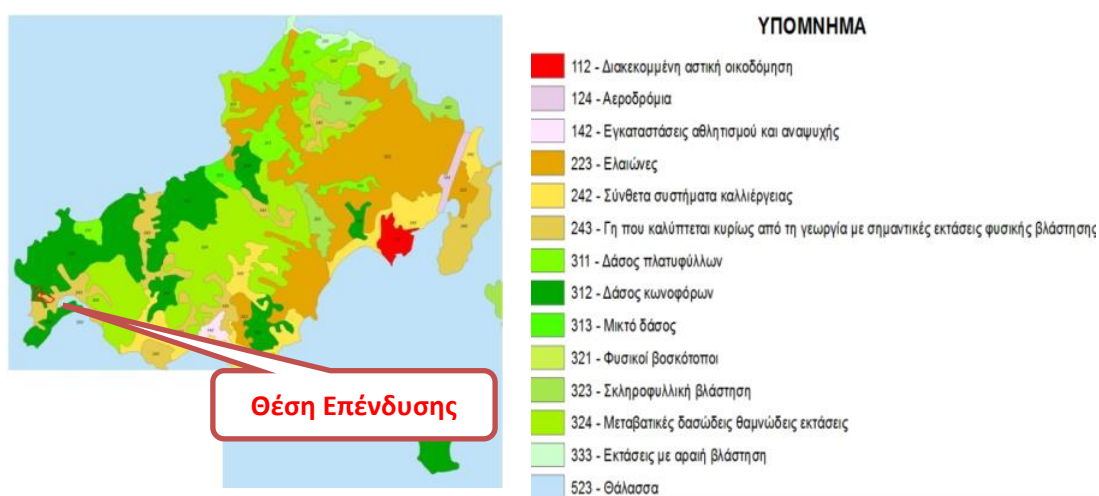 ΥΠΟΜΝΗΜΑ
112 - Διακεκομμένη αστική οικοδόμηση
124 - Αεροδρόμια
142 - Εγκαταστάσεις αθλητισμού και αναψυχής
223 - Ελαιώνες
242 - Σύνθετα συστήματα καλλιέργειας
243 - Γη που καλύπτεται κυρίως από τη γεωργία με σημαντικές εκτάσεις φυσικής βλάστησης
311 - Δάσος πλατυφύλλων
312 - Δάσος κωνοφόρων
313 - Μικτό δάσος
321 - Φυσικοί βοσκότοποι
323 - Σκληροφυλλική βλάστηση
324 - Μεταβατικές δασώδεις θαμνώδεις εκτάσεις
333 - Εκτάσεις με αραιή βλάστηση
523 - Θάλασσα
Θέση Επένδυσης